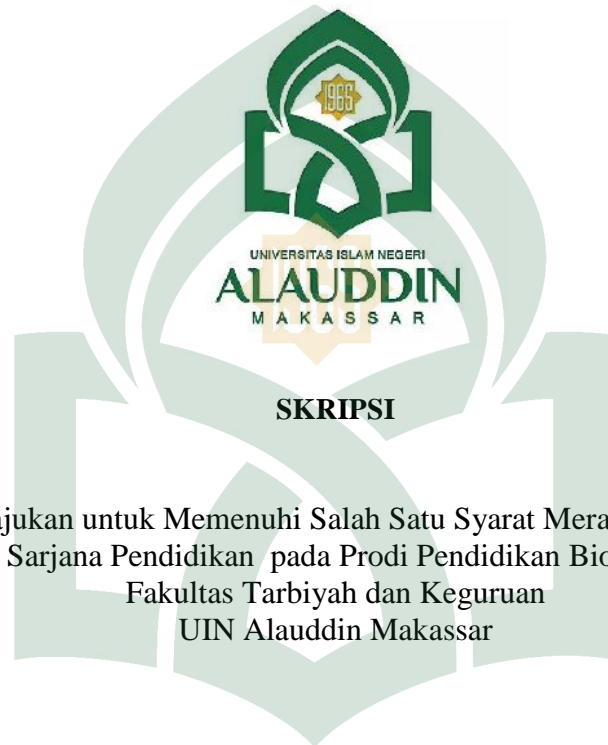 1965
UNIVERSITAS ISLAM NEGERI
ALAUDDIN
MAKASSAR
SKRIPSI
ajukan untuk Memenuhi Salah Satu Syarat Mera
Sarjana Pendidikan pada Prodi Pendidikan Bio
Fakultas Tarbiyah dan Keguruan
UIN Alauddin Makassar